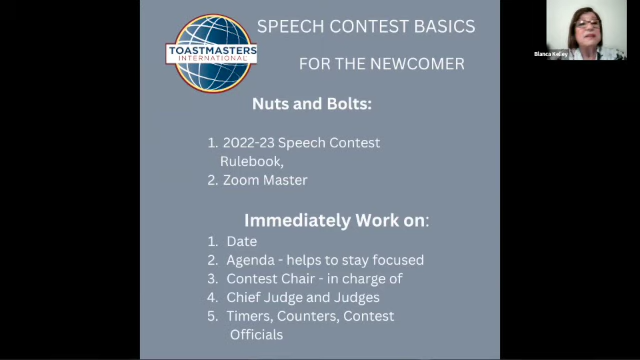 SPEECH CONTEST BASICS
TOASTMASTERS
INTERNATIONAL
FOR THE NEWCOMER
Blanca Kelley
Nuts and Bolts:
1. 2022-23 Speech Contest
Rulebook,
2. Zoom Master
Immediately Work on:
1. Date
2. Agenda - helps to stay focused
3. Contest Chair - in charge of
4. Chief Judge and Judges
5. Timers, Counters, Contest
Officials